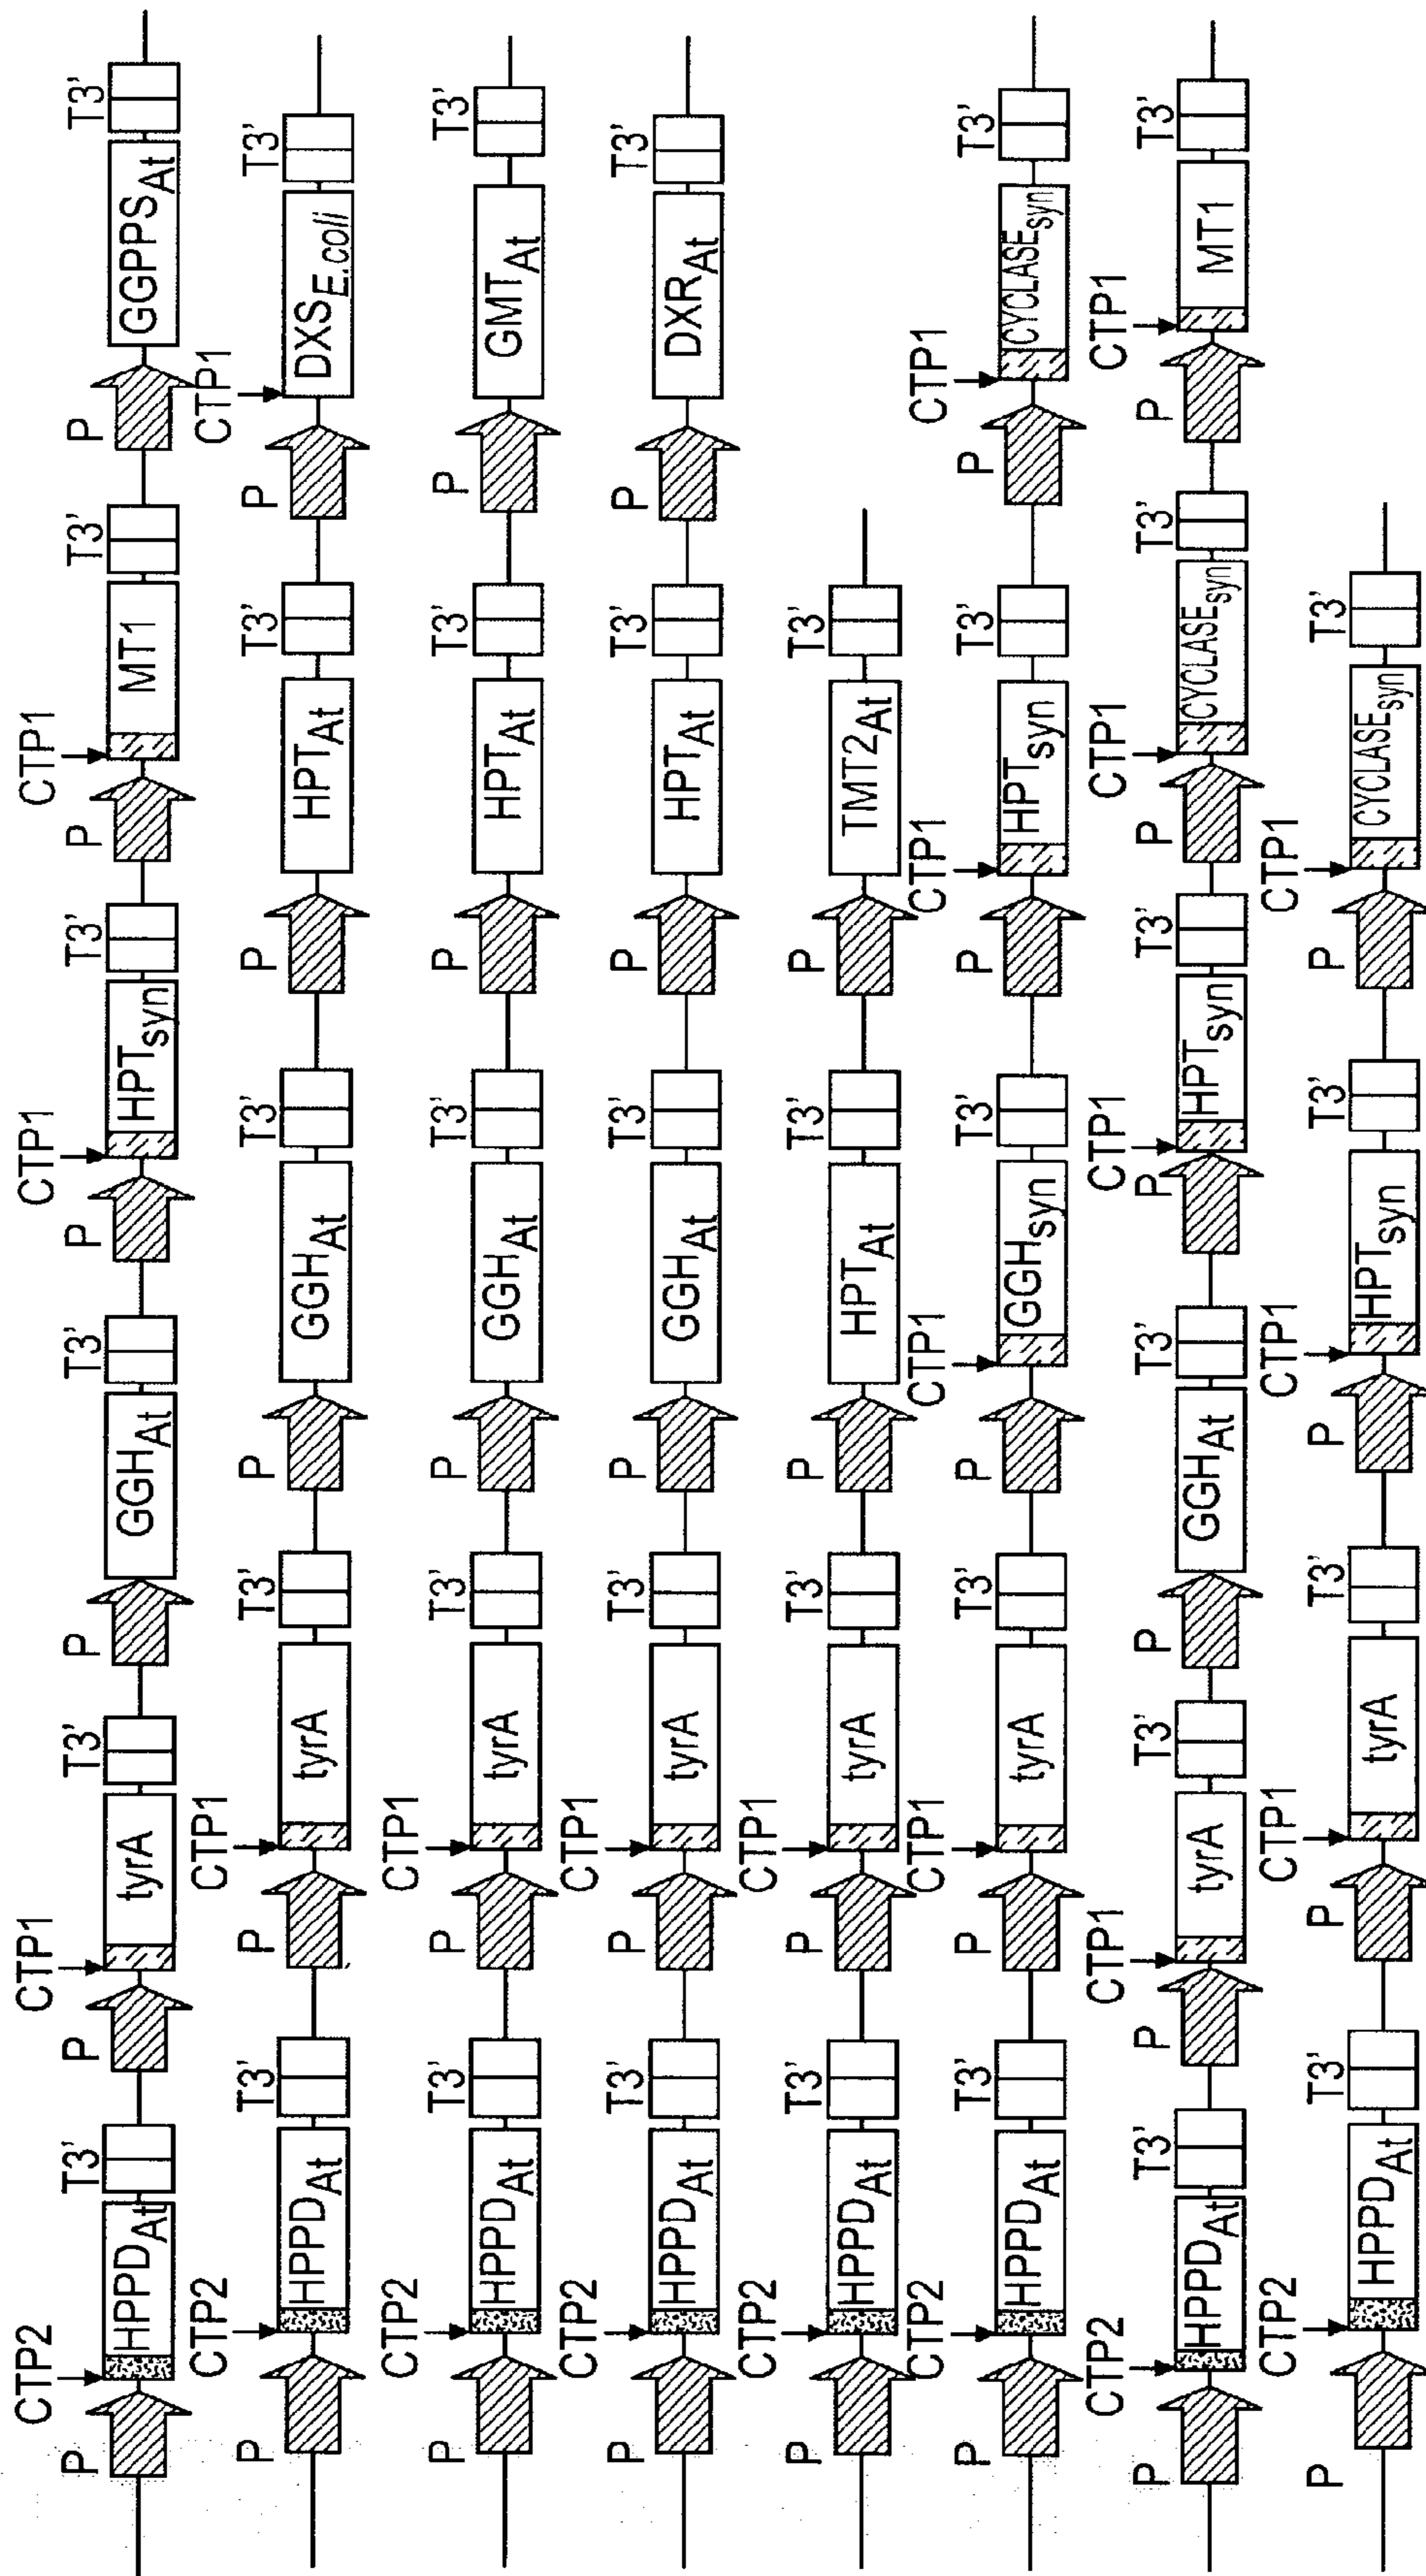 CTP2 CTP1 CTP1 CTP1
P T3' P T3' P T3' P T3' P T3' P T3'
HPPDAt tyrA GGHAt HPTsyn MT1 GGPPSAt
CTP2 CTP1 CTP1
P T3' P T3' P T3' P T3' P T3'
HPPDAt tyrA GGHAt HPTAt DXSE.coli
CTP2 CTP1
P T3' P T3' P T3' P T3' P T3'
HPPDAt tyrA GGHAt HPTAt GMTAt
CTP2 CTP1
P T3' P T3' P T3' P T3' P T3'
HPPDAt tyrA GGHAt HPTAt DXRAt
CTP2 CTP1
P T3' P T3' P T3' P T3'
HPPDAt tyrA HPTAt TMT2At
CTP2 CTP1 CTP1 CTP1 CTP1
P T3' P T3' P T3' P T3' P T3'
HPPDAt tyrA GGHsyn HPTsyn CYCLASEsyn
CTP2 CTP1 CTP1 CTP1 CTP1
P T3' P T3' P T3' P T3' P T3' P T3'
HPPDAt tyrA GGHAt HPTsyn CYCLASEsyn MT1
CTP2 CTP1 CTP1 CTP1
P T3' P T3' P T3' P T3'
HPPDAt tyrA HPTsyn CYCLASEsyn